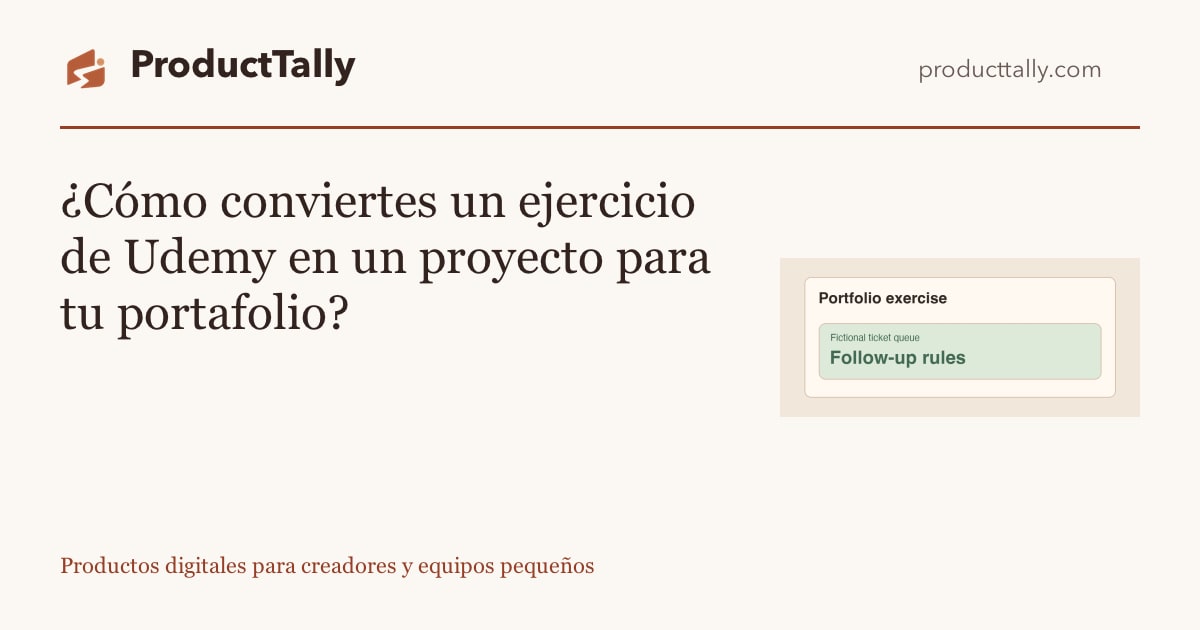 ProductTally
producttally.com
¿Cómo conviertes un ejercicio
de Udemy en un proyecto para
tu portafolio?
Portfolio exercise
Fictional ticket queue
Follow-up rules
Productos digitales para creadores y equipos pequeños